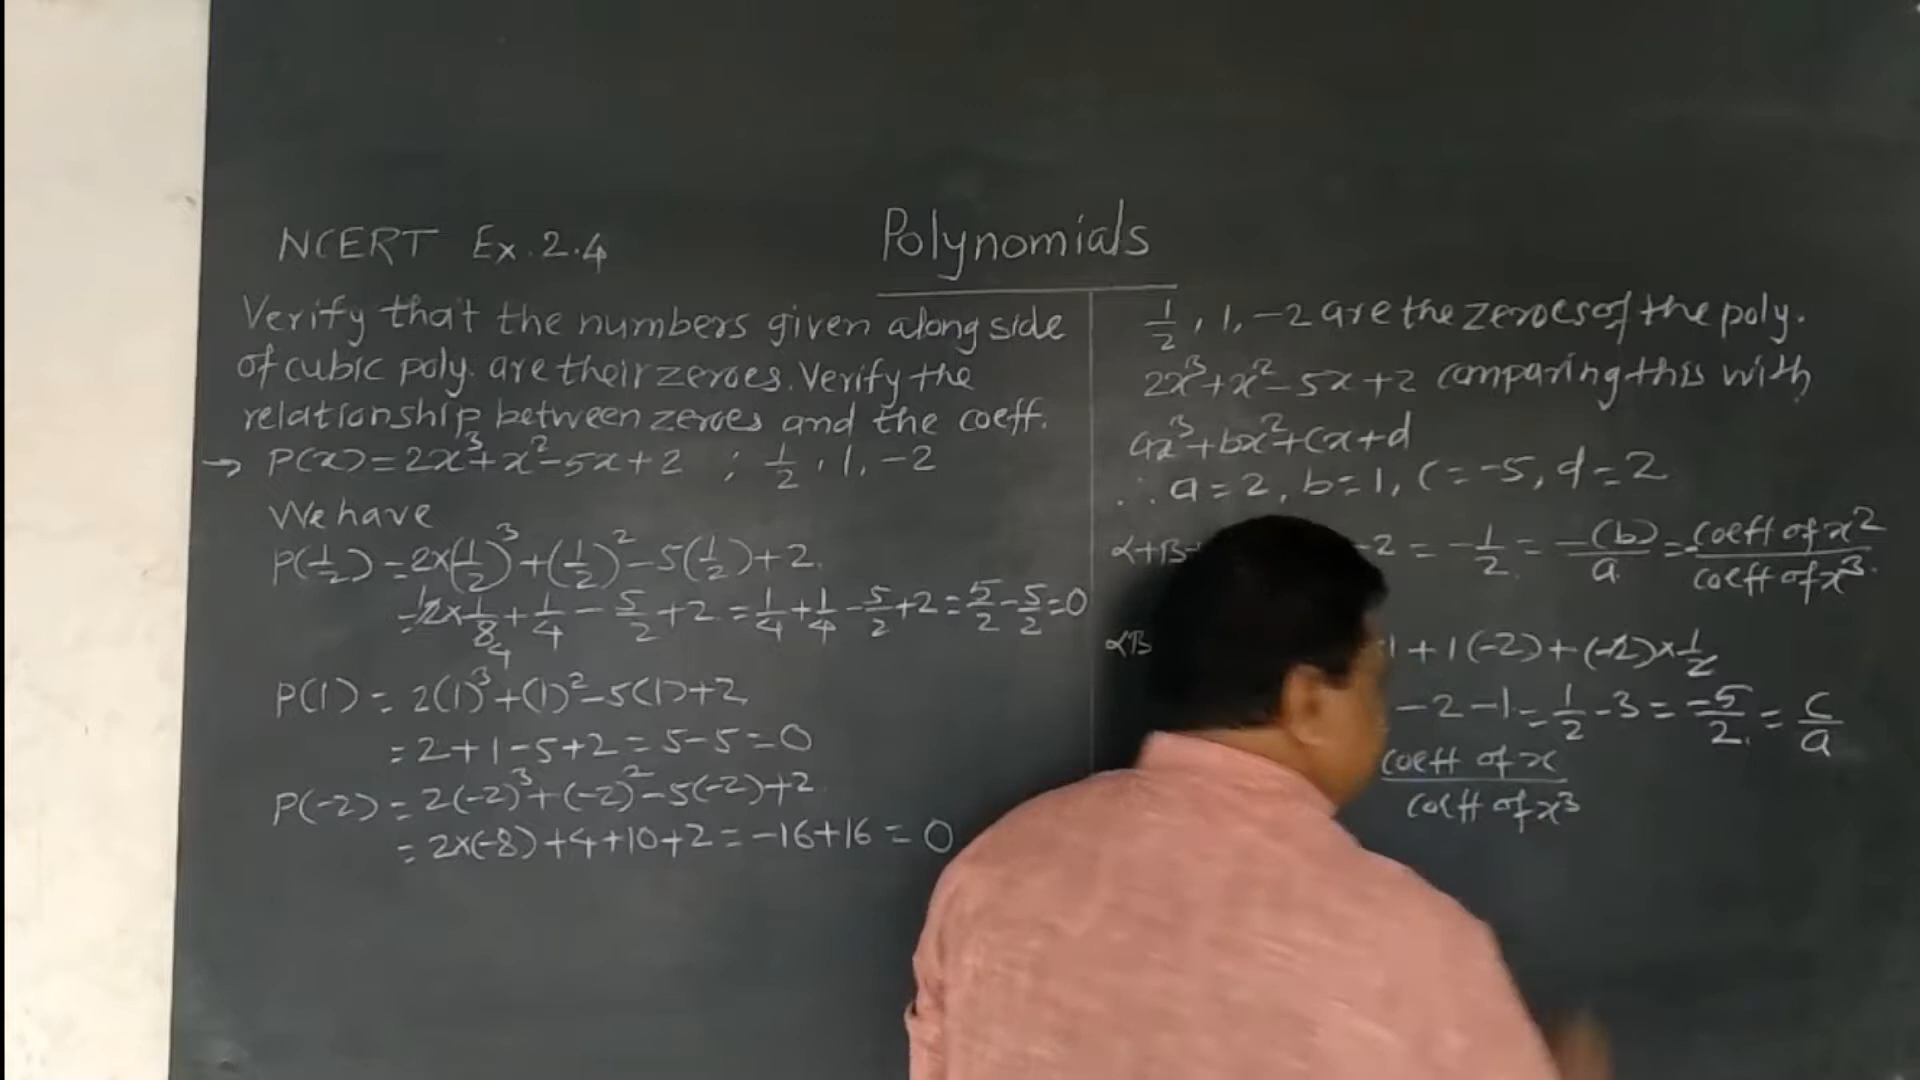 Polynomials
NCERT Ex. 2.4
Verify that the numbers given along side
of cubic poly. are their zeroes. Verify the
relationship between zeroes and the coeff.
→ P(x) = 2x³+x²-5x+2 ; 1/2, 1, -2
We have
P(1/2) = 2×(1/2)³+(1/2)²-5(1/2)+2
= 2×1/8+1/4-5/2+2 = 1/4+1/4-5/2+2 = 5/2-5/2=0
P(1) = 2(1)³+(1)²-5(1)+2
= 2+1-5+2 = 5-5=0
P(-2) = 2(-2)³+(-2)²-5(-2)+2
= 2×(-8)+4+10+2 = -16+16 = 0
1/2, 1, -2 are the zeroes of the poly.
2x³+x²-5x+2 comparing this with
ax³+bx²+cx+d
∴ a=2, b=1, c=-5, d=2
α+β -2 = -1/2 = -(b)/a = -coeff of x²/coeff of x³
αβ 1+1(-2)+(-2)×1/2
-2-1 = 1/2-3 = -5/2 = c/a
coeff of x/coeff of x³